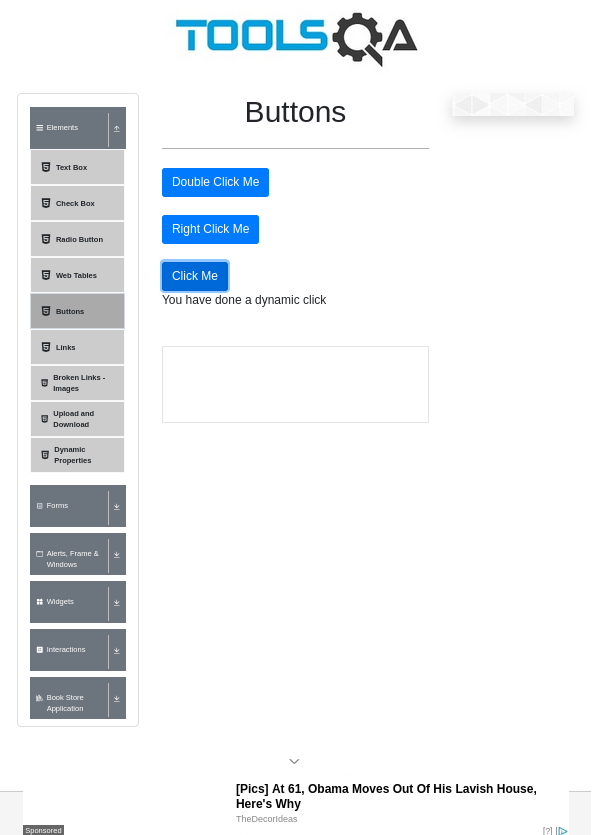 TOOLSQA
Elements
Text Box
Check Box
Radio Button
Web Tables
Buttons
Links
Broken Links -
Images
Upload and
Download
Dynamic
Properties
Forms
Alerts, Frame &
Windows
Widgets
Interactions
Book Store
Application
Buttons
Double Click Me
Right Click Me
Click Me
You have done a dynamic click
[Pics] At 61, Obama Moves Out Of His Lavish House,
Here's Why
TheDecorIdeas
Sponsored
[?]